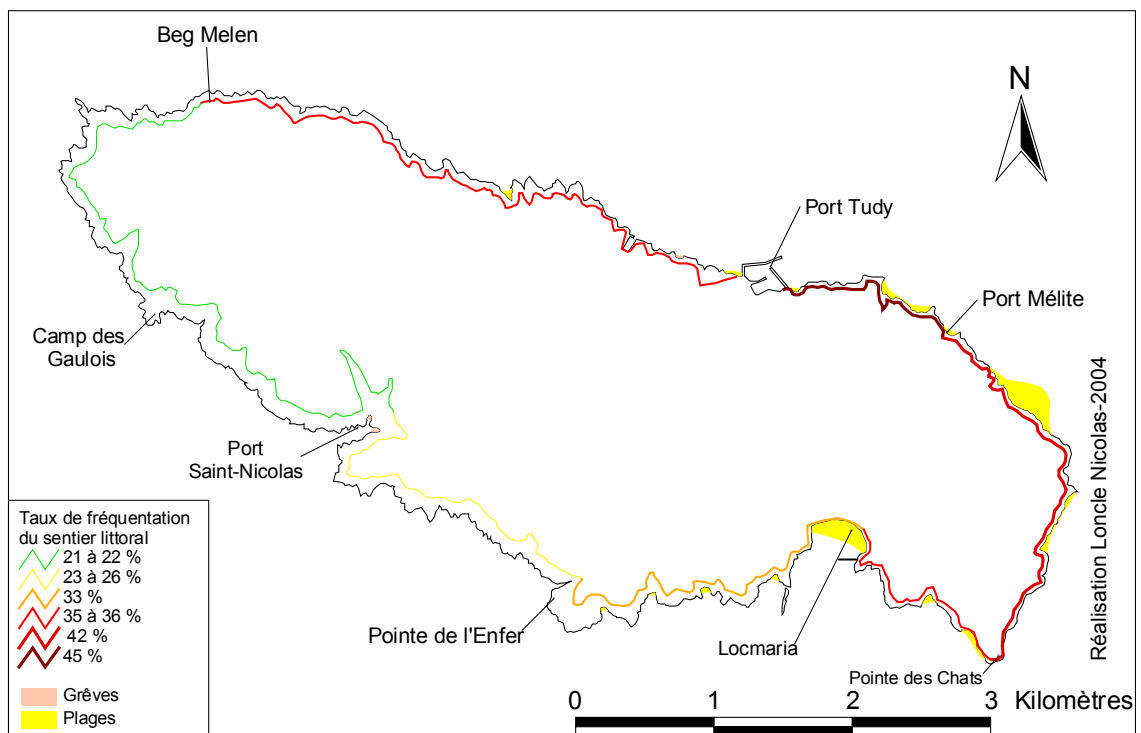 Beg Melen
N
Port Tudy
Port Mélite
Camp des
Gaulois
Port
Saint-Nicolas
Réalisation Loncle Nicolas-2004
Taux de fréquentation
du sentier littoral
21 à 22 %
23 à 26 %
33 %
35 à 36 %
42 %
45 %
Grêves
Plages
Pointe de l'Enfer
Locmaria
Pointe des Chats
0 1 2 3 Kilomètres